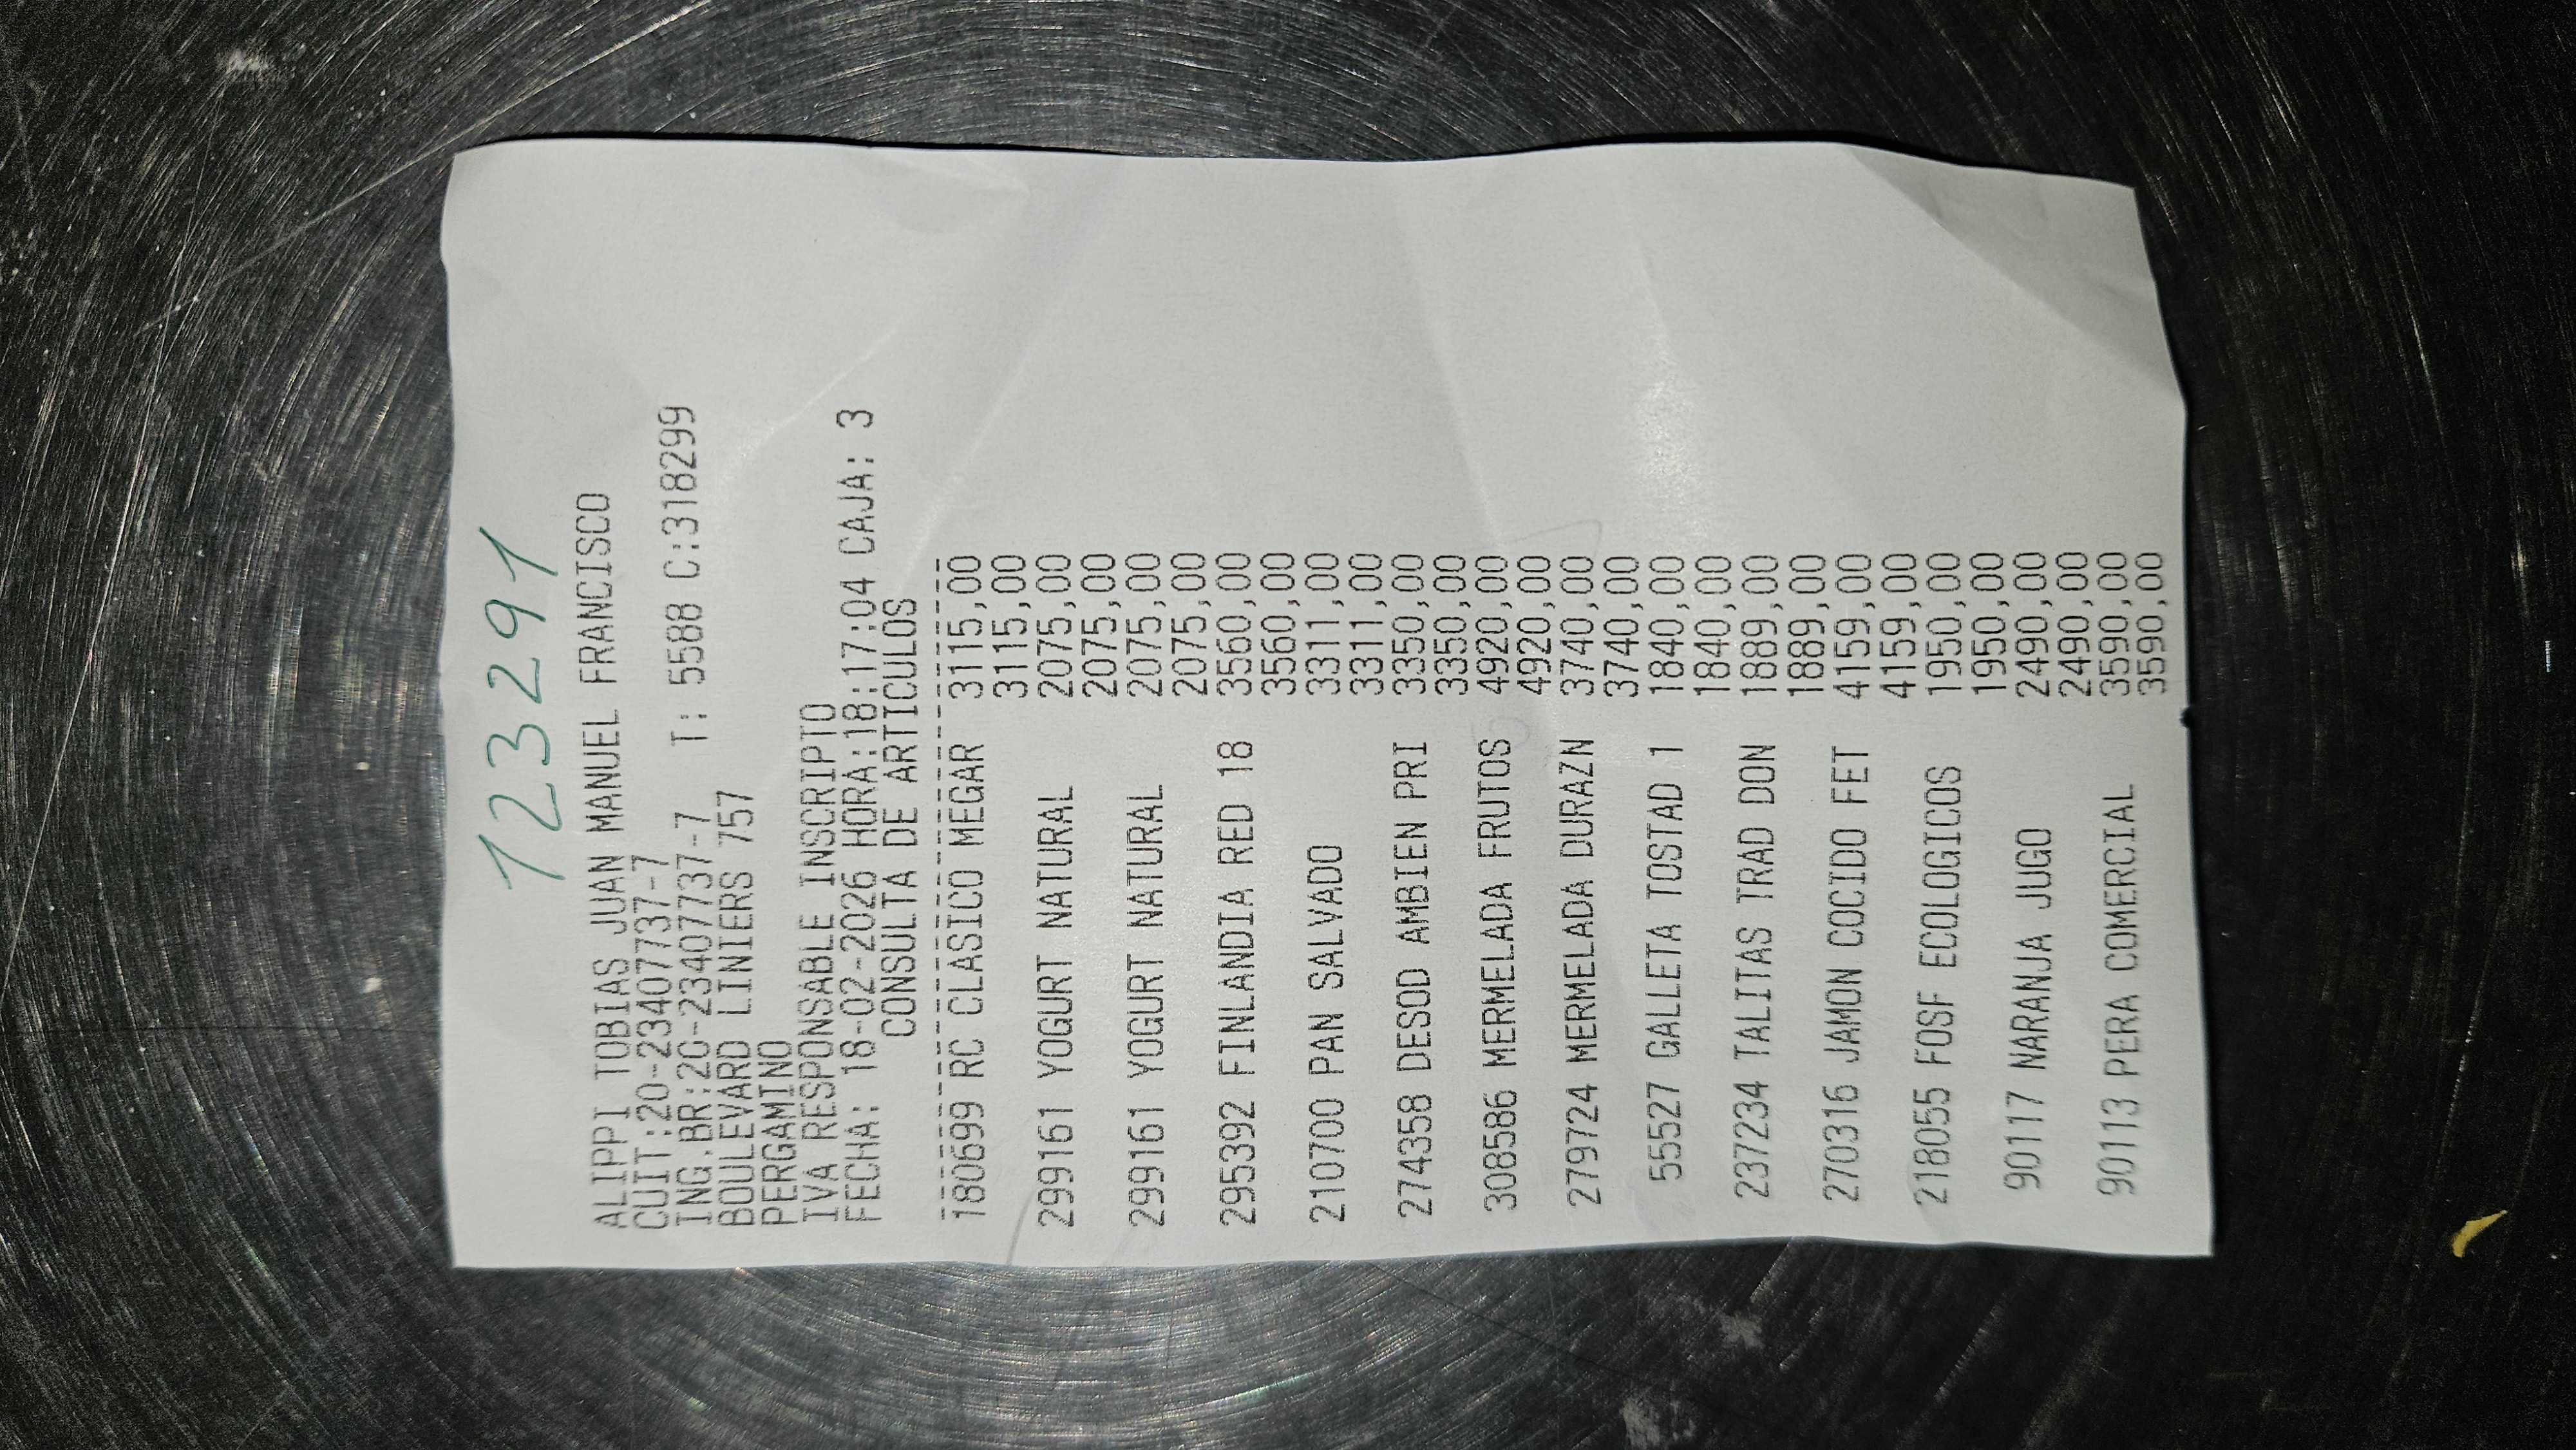 123291
ALIPPI TOBIAS JUAN MANUEL FRANCISCO
CUIT:20-23407737-7
ING.BR:20-23407737-7 T: 5588 C:318299
BOULEVARD LINIERS 757
PERGAMINO
IVA RESPONSABLE INSCRIPTO
FECHA: 18-02-2026 HORA:18:17:04 CAJA: 3
CONSULTA DE ARTICULOS
180699 RC CLASICO MEGAR 3115,00
3115,00
299161 YOGURT NATURAL 2075,00
2075,00
299161 YOGURT NATURAL 2075,00
2075,00
295392 FINLANDIA RED 18 3560,00
3560,00
210700 PAN SALVADO 3311,00
3311,00
274358 DESOD AMBIEN PRI 3350,00
3350,00
308586 MERMELADA FRUTOS 4920,00
4920,00
279724 MERMELADA DURAZN 3740,00
3740,00
55527 GALLETA TOSTAD 1 1840,00
1840,00
237234 TALITAS TRAD DON 1889,00
1889,00
270316 JAMON COCIDO FET 4159,00
4159,00
218055 FOSF ECOLOGICOS 1950,00
1950,00
90117 NARANJA JUGO 2490,00
2490,00
90113 PERA COMERCIAL 3590,00
3590,00